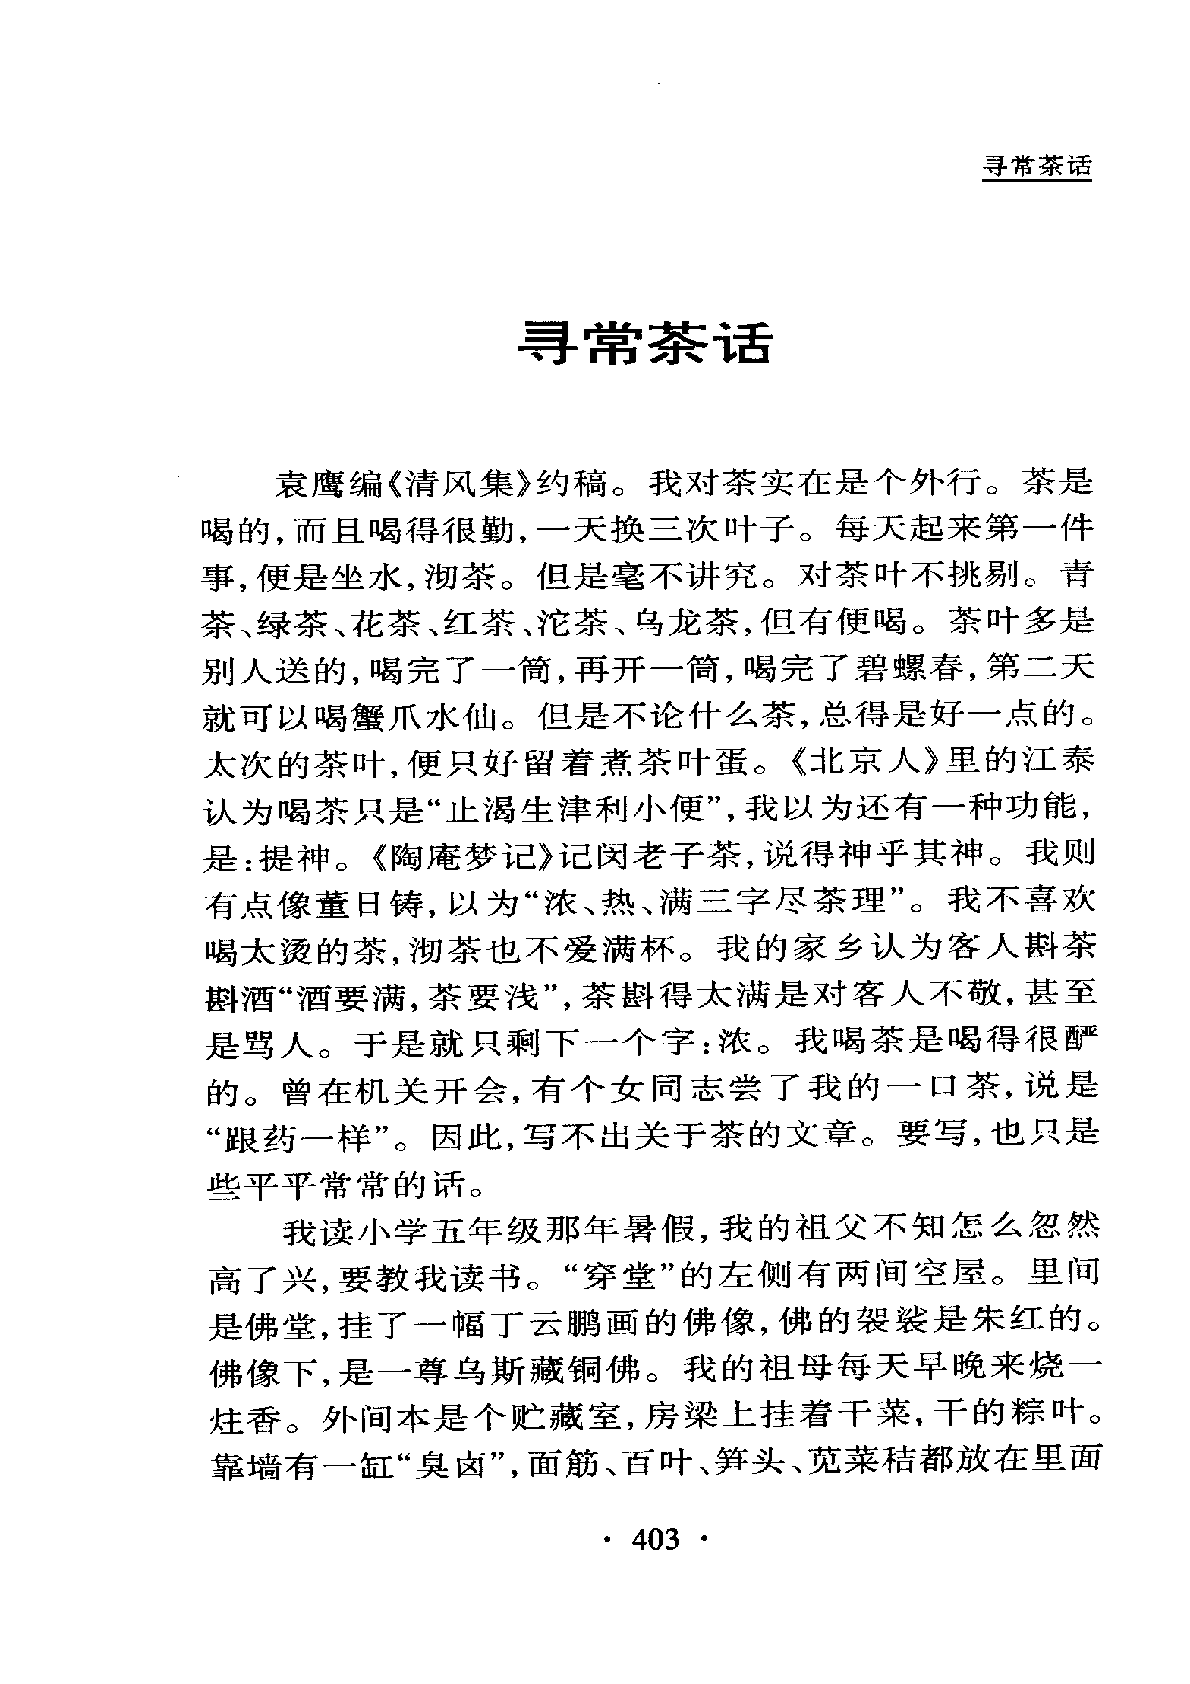 寻常茶话
寻常茶话
袁鹰编《清风集》约稿。我对茶实在是个外行。茶是
喝的,而且喝得很勤,一天换三次叶子。每天起来第一件
事,便是坐水,沏茶。但是毫不讲究。对茶叶不挑剔。青
茶、绿茶、花茶、红茶、沱茶、乌龙茶,但有便喝。茶叶多是
别人送的,喝完了一筒,再开一筒,喝完了碧螺春,第二天
就可以喝蟹爪水仙。但是不论什么茶,总得是好一点的。
太次的茶叶,便只好留着煮茶叶蛋。《北京人》里的江泰
认为喝茶只是“止渴生津利小便”,我以为还有一种功能,
是:提神。《陶庵梦记》记闵老子茶,说得神乎其神。我则
有点像董日铸,以为“浓、热、满三字尽茶理”。我不喜欢
喝太烫的茶,沏茶也不爱满杯。我的家乡认为客人斟茶
斟酒“酒要满,茶要浅”,茶斟得太满是对客人不敬,甚至
是骂人。于是就只剩下一个字:浓。我喝茶是喝得很酽
的。曾在机关开会,有个女同志尝了我的一口茶,说是
“跟药一样”。因此,写不出关于茶的文章。要写,也只是
些平平常常的话。
我读小学五年级那年暑假,我的祖父不知怎么忽然
高了兴,要教我读书。“穿堂”的左侧有两间空屋。里间
是佛堂,挂了一幅丁云鹏画的佛像,佛的袈裟是朱红的。
佛像下,是一尊乌斯藏铜佛。我的祖母每天早晚来烧一
炷香。外间本是个贮藏室,房梁上挂着干菜,干的粽叶。
靠墙有一缸“臭卤”,面筋、百叶、笋头、苋菜秸都放在里面
· 403 ·